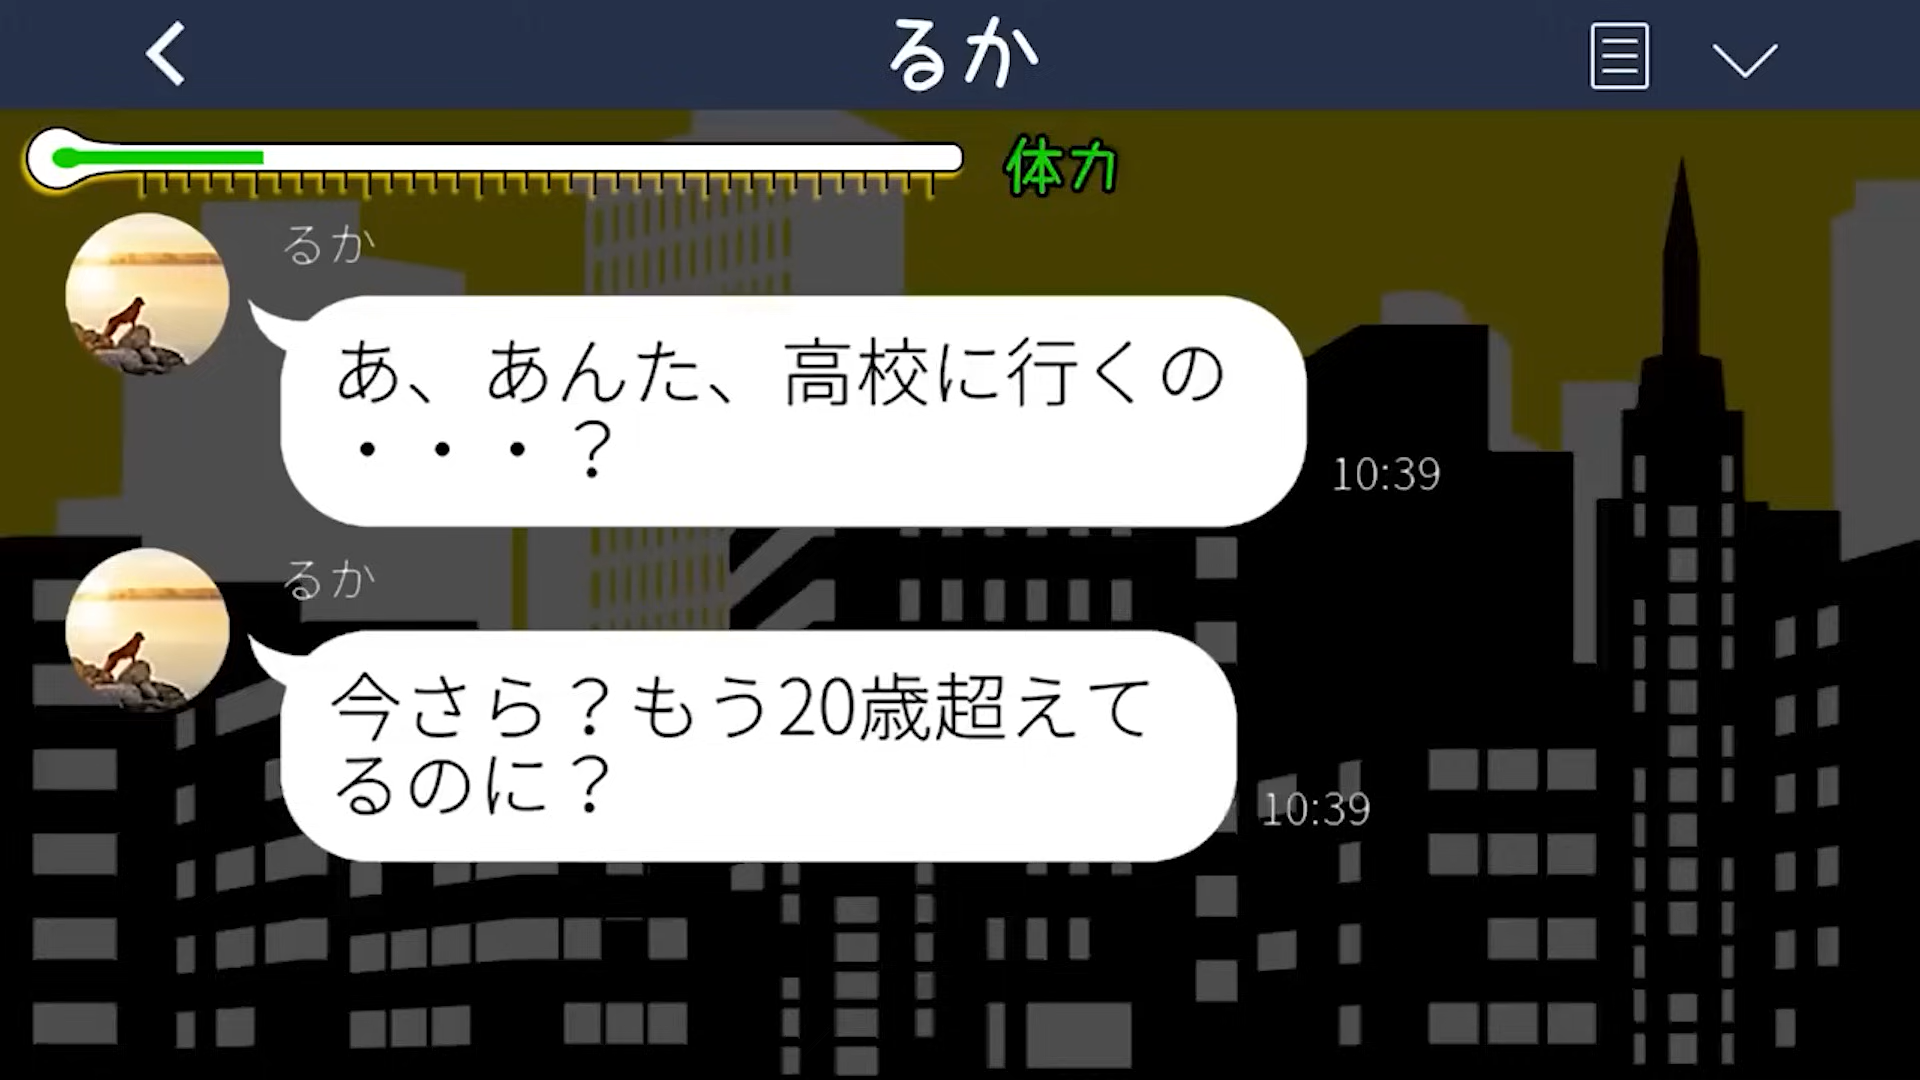 るか
体力
るか
あ、あんた、高校に行くの
・・・？
10:39
るか
今さら？もう20歳超えて
るのに？
10:39